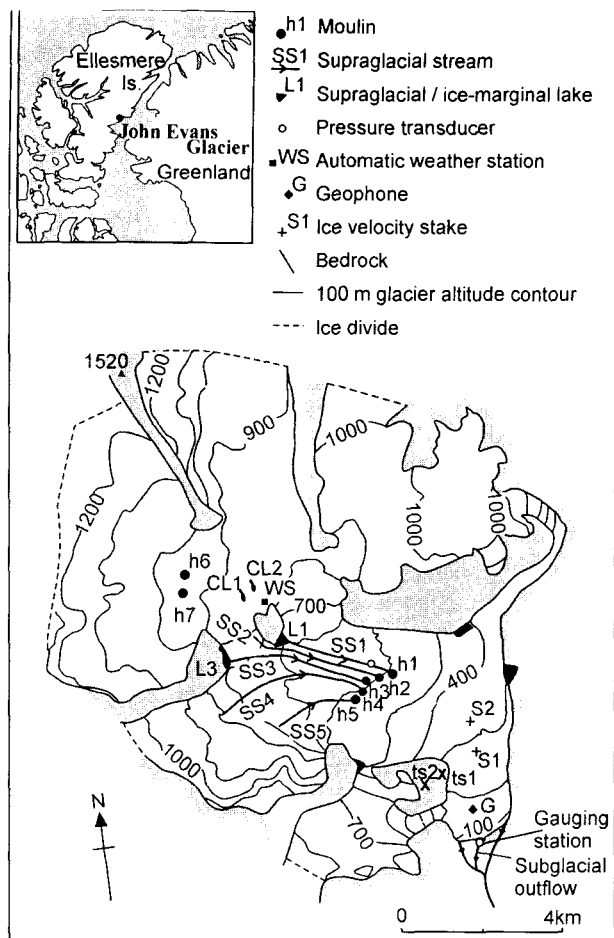 Ellesmere
Is.
John Evans
Glacier
Greenland
h1 Moulin
SS1 Supraglacial stream
L1 Supraglacial / ice-marginal lake
Pressure transducer
WS Automatic weather station
G Geophone
S1 Ice velocity stake
Bedrock
100 m glacier altitude contour
Ice divide
1520
1200
900
1000
1200
1000
1000
h6
h7
CL2
CL1
WS
700
SS2
L1
L3
SS3
SS1
h1
h2
h3
h4
h5
SS4
SS5
400
S2
S1
1000
ts2
ts1
G
700
100
Gauging
station
Subglacial
outflow
N
0 4km